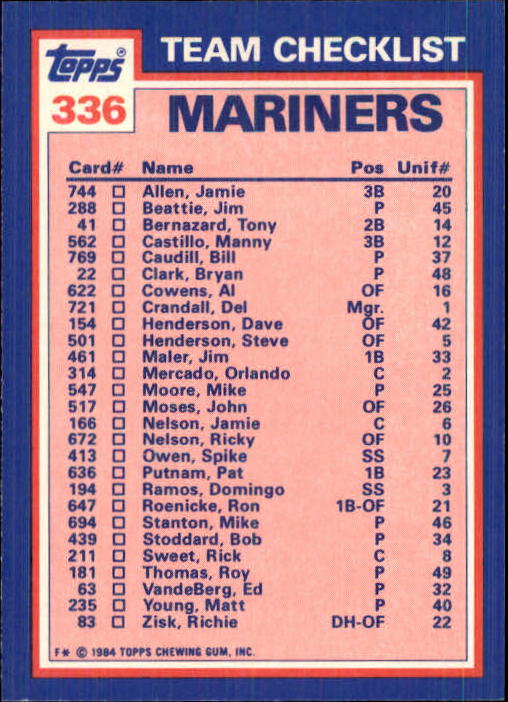 TEAM CHECKLIST
topps®
336 MARINERS
Card# Name Pos Unif#
744 Allen, Jamie 3B 20
288 Beattie, Jim P 45
41 Bernazard, Tony 2B 14
562 Castillo, Manny 3B 12
769 Caudill, Bill P 37
22 Clark, Bryan P 48
622 Cowens, Al OF 16
721 Crandall, Del Mgr. 1
154 Henderson, Dave OF 42
501 Henderson, Steve OF 5
461 Maler, Jim 1B 33
314 Mercado, Orlando C 2
547 Moore, Mike P 25
517 Moses, John OF 26
166 Nelson, Jamie C 6
672 Nelson, Ricky OF 10
413 Owen, Spike SS 7
636 Putnam, Pat 1B 23
194 Ramos, Domingo SS 3
647 Roenicke, Ron 1B-OF 21
694 Stanton, Mike P 46
439 Stoddard, Bob P 34
211 Sweet, Rick C 8
181 Thomas, Roy P 49
63 VandeBerg, Ed P 32
235 Young, Matt P 40
83 Zisk, Richie DH-OF 22
F* © 1984 TOPPS CHEWING GUM, INC.